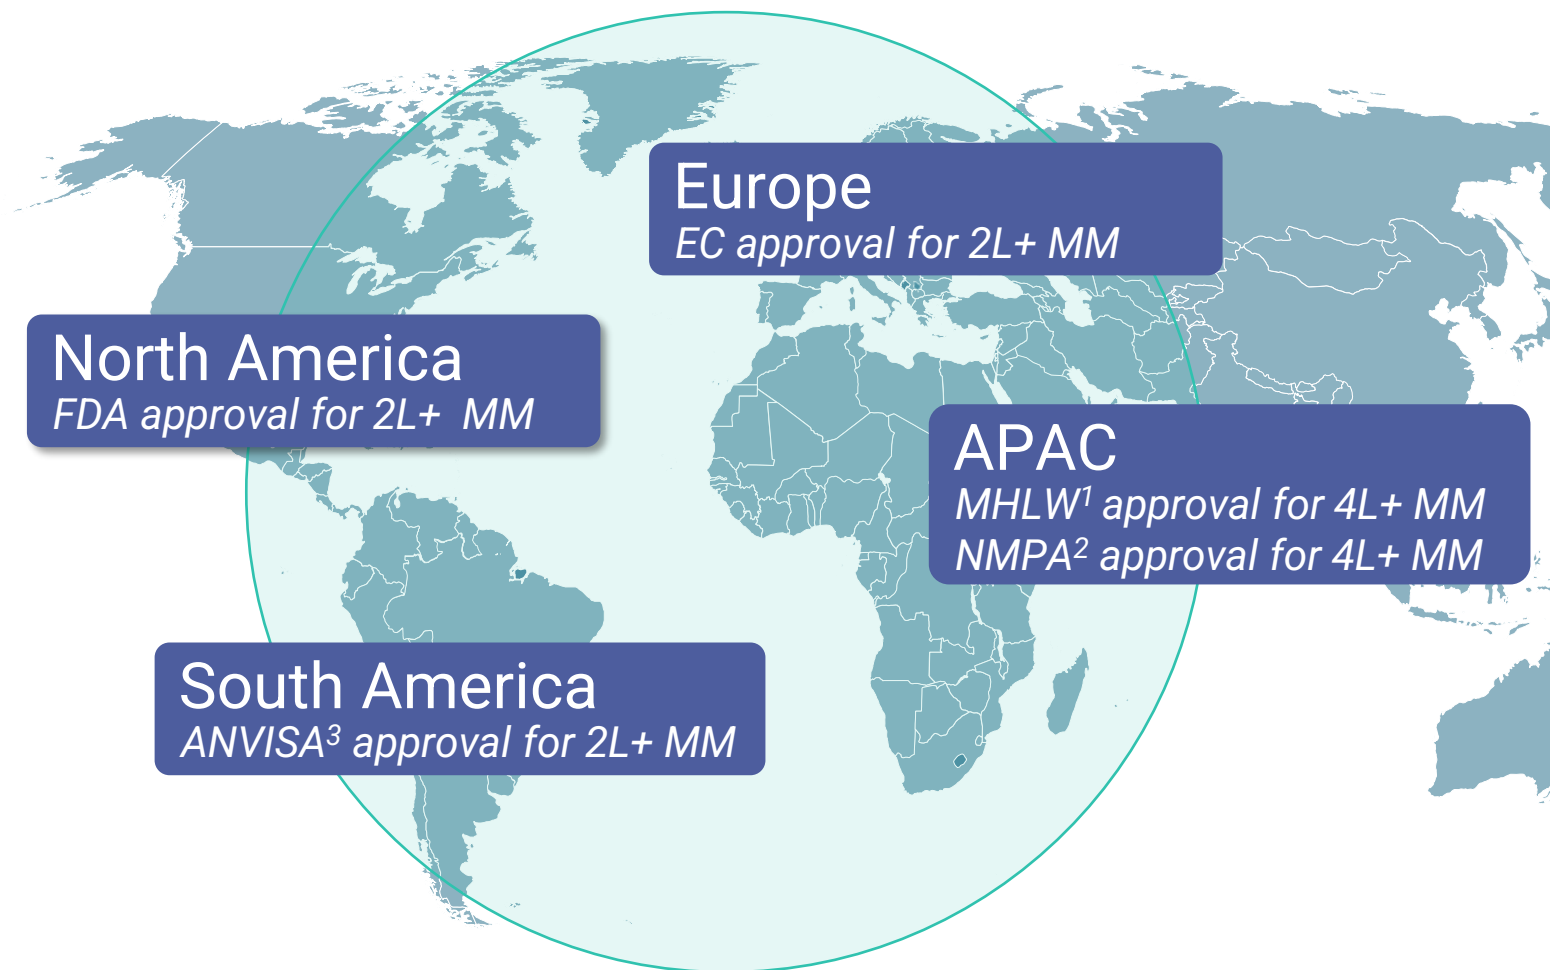 Europe
EC approval for 2L+ MM
North America
FDA approval for 2L+  MM
APAC
MHLW¹ approval for 4L+ MM
NMPA² approval for 4L+ MM
South America
ANVISA³ approval for 2L+ MM